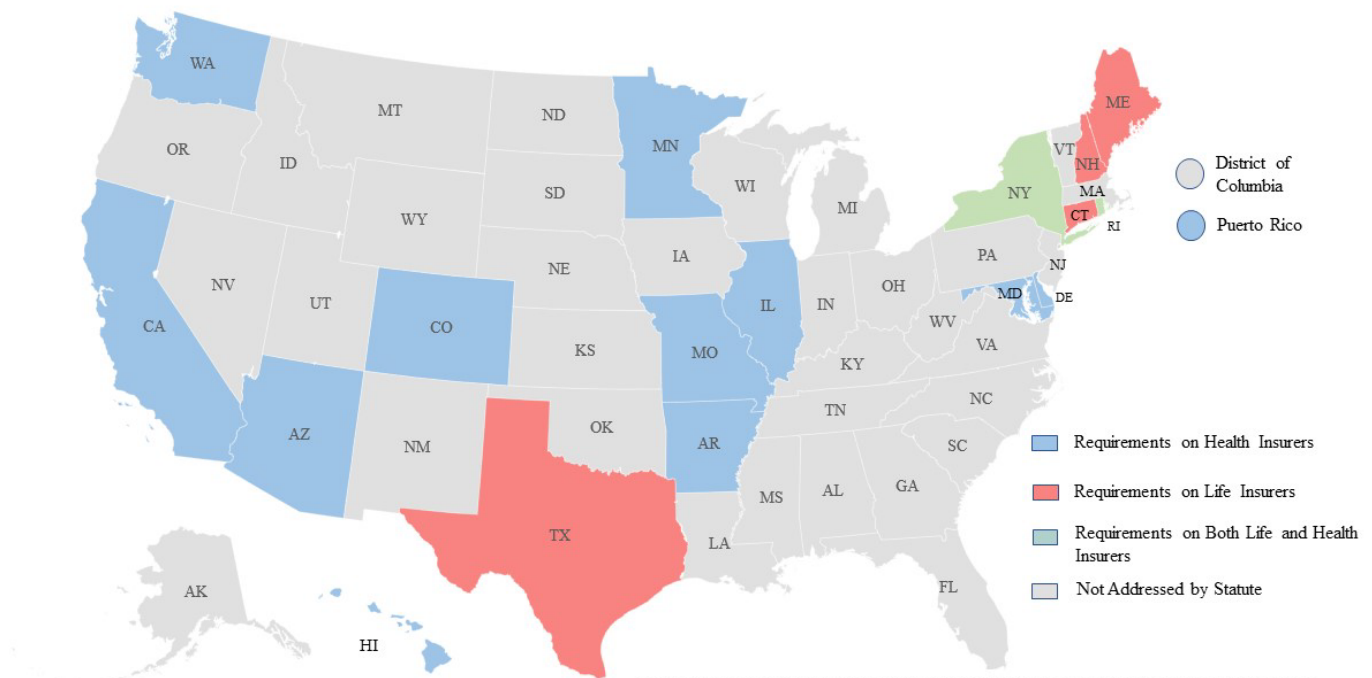 WA
MT
ND
MN
ME
OR
ID
SD
WI
VT
NH
WY
MI
NY
MA
CT
RI
District of
Columbia
Puerto Rico
NV
UT
NE
IA
IL
IN
OH
PA
NJ
MD
DE
WV
VA
CA
CO
KS
MO
KY
AZ
NM
OK
AR
TN
NC
SC
MS
AL
GA
TX
LA
FL
AK
HI
Requirements on Health Insurers
Requirements on Life Insurers
Requirements on Both Life and Health
Insurers
Not Addressed by Statute